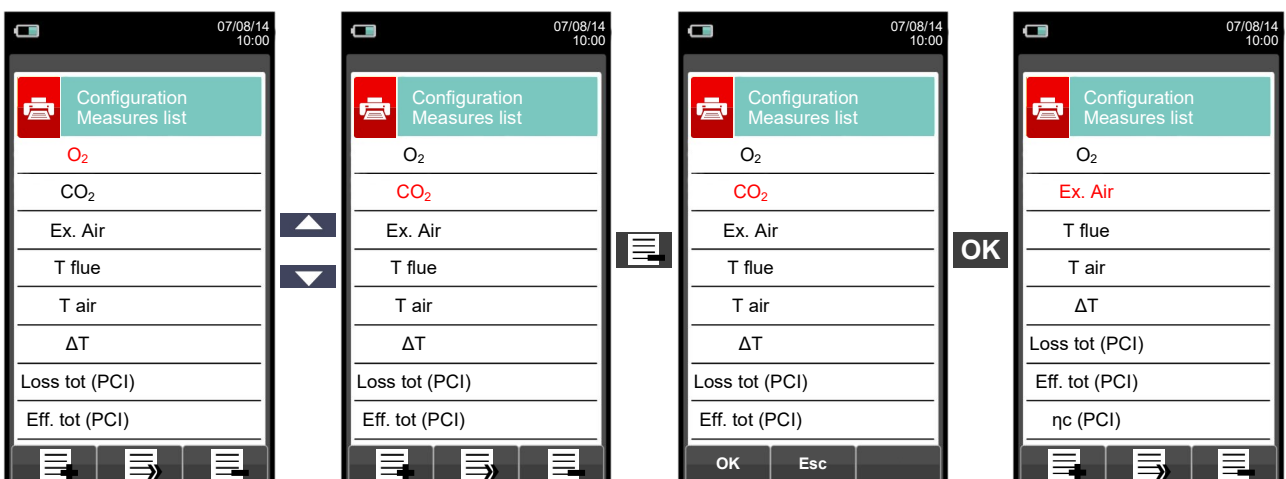 07/08/14
10:00
Configuration
Measures list
O₂
CO₂
Ex. Air
T flue
T air
ΔT
Loss tot (PCI)
Eff. tot (PCI)
07/08/14
10:00
Configuration
Measures list
O₂
CO₂
Ex. Air
T flue
T air
ΔT
Loss tot (PCI)
Eff. tot (PCI)
07/08/14
10:00
Configuration
Measures list
O₂
CO₂
Ex. Air
T flue
T air
ΔT
Loss tot (PCI)
Eff. tot (PCI)
OK Esc
OK
07/08/14
10:00
Configuration
Measures list
O₂
Ex. Air
T flue
T air
ΔT
Loss tot (PCI)
Eff. tot (PCI)
ηc (PCI)